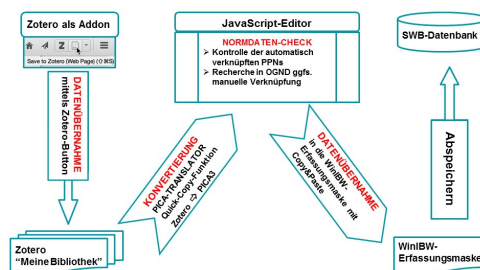 Zotero als Addon
Save to Zotero (Web Page) (⇧⌘S)
DATENÜBERNAHME
mittels Zotero-Button
Zotero
“Meine Bibliothek”
KONVERTIERUNG
PICA-TRANSLATOR
Quick-Copy-Funktion
Zotero ⇨ PICA3
JavaScript-Editor
NORMDATEN-CHECK
➢ Kontrolle der automatisch
verknüpften PPNs
➢ Recherche in OGND ggfs.
manuelle Verknüpfung
DATENÜBERNAHME
in die WinIBW-
Erfassungsmaske mit
Copy&Paste
WinIBW-
Erfassungsmaske
Abspeichern
SWB-Datenbank